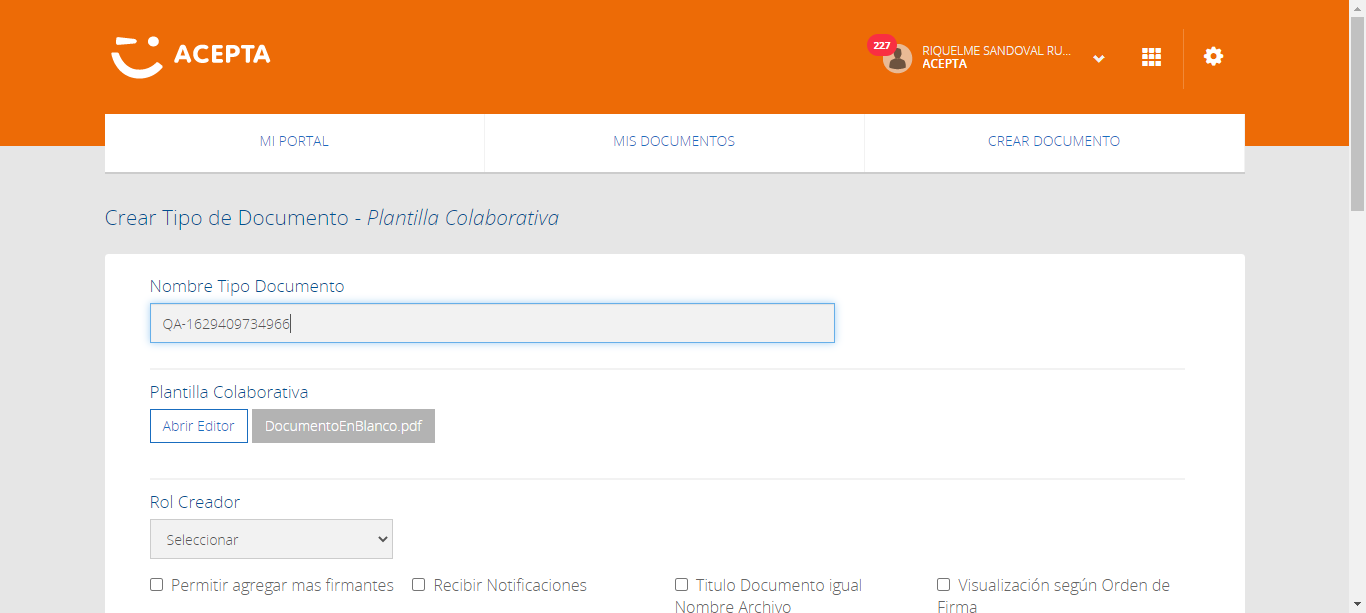 ACEPTA
227
RIQUELME SANDOVAL RU...
ACEPTA
MI PORTAL
MIS DOCUMENTOS
CREAR DOCUMENTO
Crear Tipo de Documento - Plantilla Colaborativa
Nombre Tipo Documento
QA-1629409734966
Plantilla Colaborativa
Abrir Editor
DocumentoEnBlanco.pdf
Rol Creador
Seleccionar
Permitir agregar mas firmantes
Recibir Notificaciones
Titulo Documento igual
Nombre Archivo
Visualización según Orden de
Firma